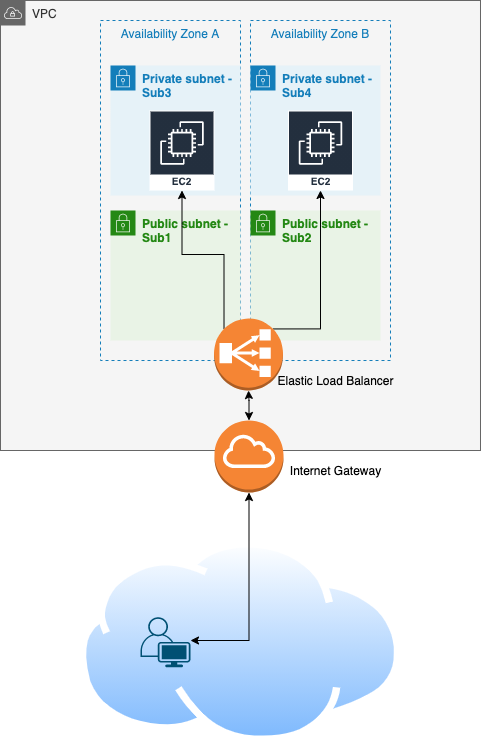 VPC
Availability Zone A
Availability Zone B
Private subnet -
Sub3
Private subnet -
Sub4
EC2
EC2
Public subnet -
Sub1
Public subnet -
Sub2
Elastic Load Balancer
Internet Gateway